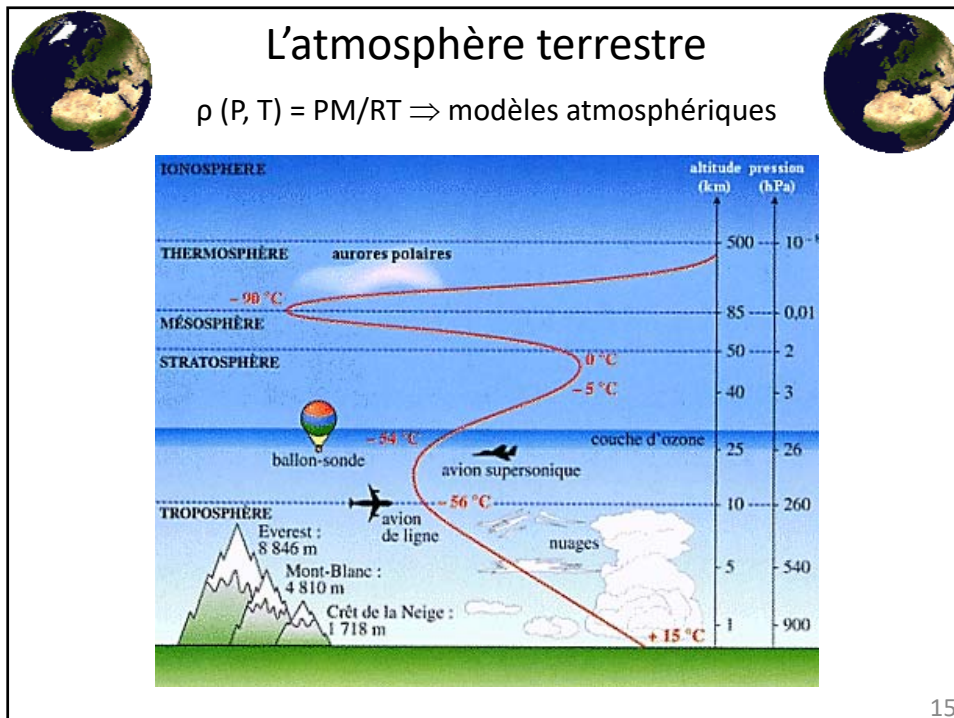 L’atmosphère terrestre
ρ (P, T) = PM/RT ⇒ modèles atmosphériques
IONOSPHERE
altitude pression
(km) (hPa)
500 10⁻⁸
THERMOSPHÈRE aurores polaires
– 90 °C
85 0,01
MÉSOSPHÈRE
50 2
STRATOSPHÈRE
0 °C
– 5 °C
40 3
– 54 °C
couche d'ozone
25 26
ballon-sonde
avion supersonique
– 56 °C
10 260
TROPOSPHÈRE
avion
de ligne
nuages
Everest :
8 846 m
5 540
Mont-Blanc :
4 810 m
Crêt de la Neige :
1 718 m
1 900
+ 15 °C
15